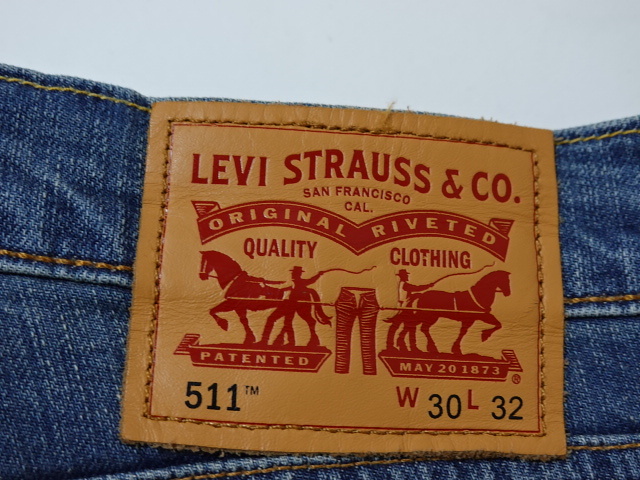 LEVI STRAUSS & CO.
SAN FRANCISCO
CAL.
ORIGINAL RIVETED
QUALITY CLOTHING
PATENTED MAY 20 1873 ®
511™ W 30 L 32